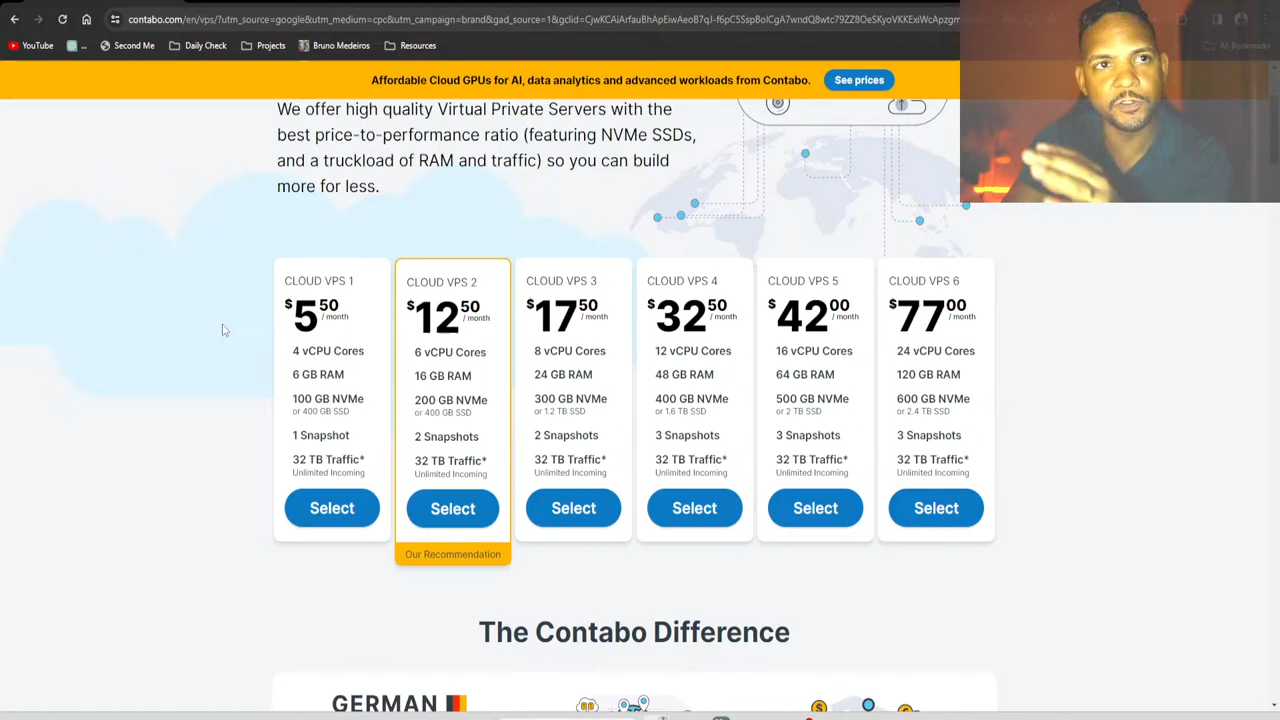 contabo.com/en/vps/?utm_source=google&utm_medium=cpc&utm_campaign=brand&gad_source=1&gclid=
YouTube
...
Second Me
Daily Check
Projects
Bruno Medeiros
Resources
All Bookmarks
Affordable Cloud GPUs for AI, data analytics and advanced workloads from Contabo.
See prices
We offer high quality Virtual Private Servers with the
best price-to-performance ratio (featuring NVMe SSDs,
and a truckload of RAM and traffic) so you can build
more for less.
CLOUD VPS 1
$5 50 / month
4 vCPU Cores
6 GB RAM
100 GB NVMe
or 400 GB SSD
1 Snapshot
32 TB Traffic*
Unlimited Incoming
Select
CLOUD VPS 2
$12 50 / month
6 vCPU Cores
16 GB RAM
200 GB NVMe
or 400 GB SSD
2 Snapshots
32 TB Traffic*
Unlimited Incoming
Select
Our Recommendation
CLOUD VPS 3
$17 50 / month
8 vCPU Cores
24 GB RAM
300 GB NVMe
or 1.2 TB SSD
2 Snapshots
32 TB Traffic*
Unlimited Incoming
Select
CLOUD VPS 4
$32 50 / month
12 vCPU Cores
48 GB RAM
400 GB NVMe
or 1.6 TB SSD
3 Snapshots
32 TB Traffic*
Unlimited Incoming
Select
CLOUD VPS 5
$42 00 / month
16 vCPU Cores
64 GB RAM
500 GB NVMe
or 2 TB SSD
3 Snapshots
32 TB Traffic*
Unlimited Incoming
Select
CLOUD VPS 6
$77 00 / month
24 vCPU Cores
120 GB RAM
600 GB NVMe
or 2.4 TB SSD
3 Snapshots
32 TB Traffic*
Unlimited Incoming
Select
The Contabo Difference
GERMAN